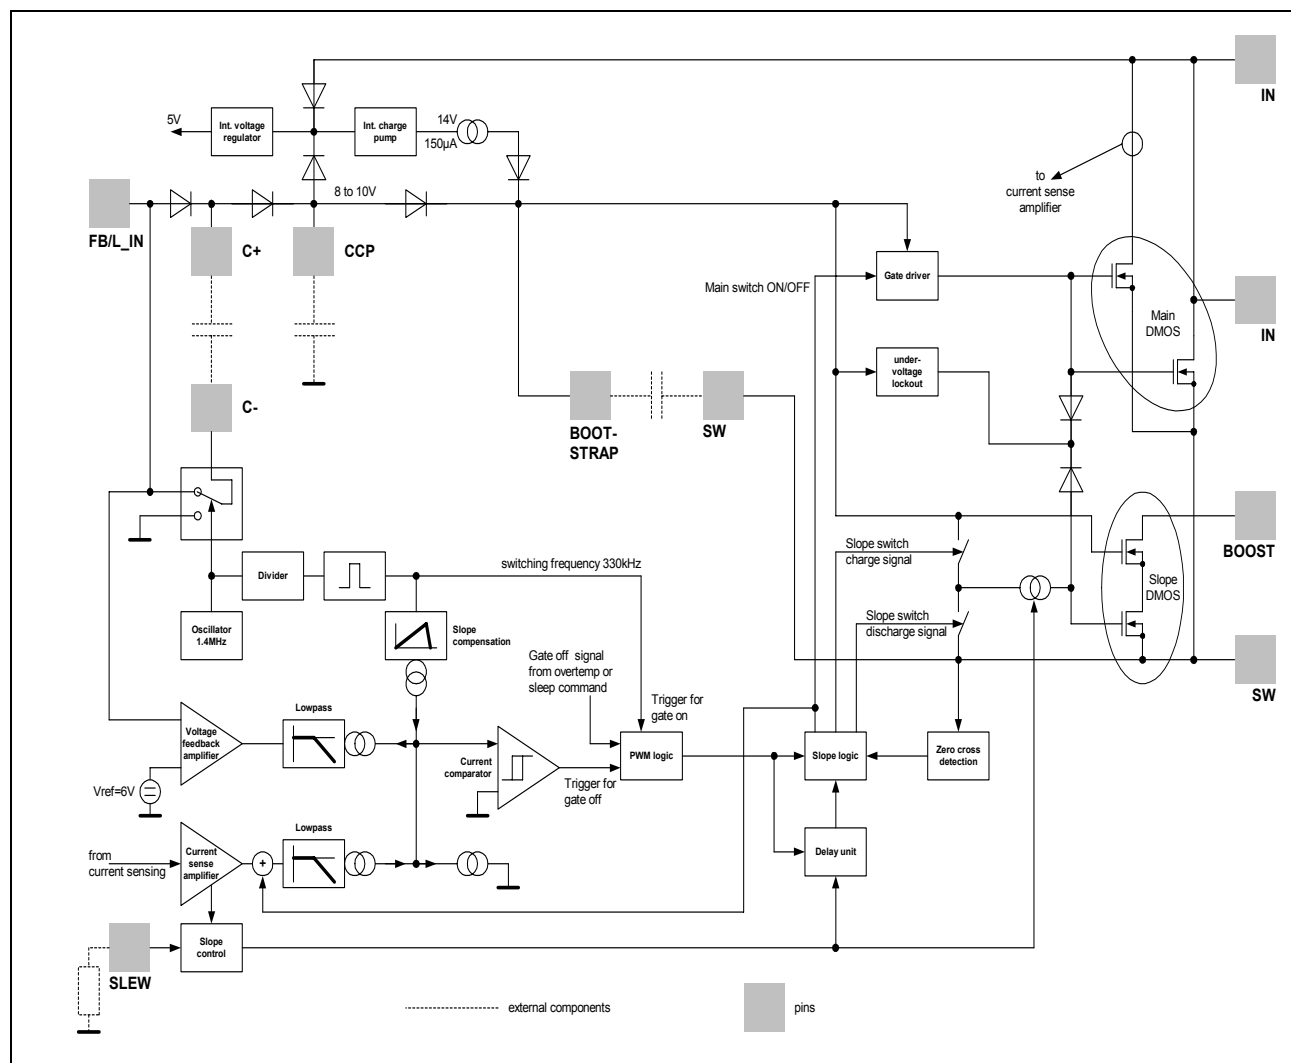 IN
5V
Int. voltage
regulator
Int. charge
pump
14V
150µA
to
current sense
amplifier
8 to 10V
FB/L_IN
C+
CCP
Main switch ON/OFF
Gate driver
Main
DMOS
IN
under-
voltage
lockout
C-
BOOT-
STRAP
SW
BOOST
Slope switch
charge signal
switching frequency 330kHz
Divider
Slope
DMOS
Oscillator
1.4MHz
Slope
compensation
Slope switch
discharge signal
Gate off signal
from overtemp or
sleep command
SW
Trigger for
gate on
Lowpass
Voltage
feedback
amplifier
Current
comparator
PWM logic
Slope logic
Zero cross
detection
Vref=6V
Trigger for
gate off
Lowpass
from
current sensing
Current
sense
amplifier
+
Delay unit
Slope
control
SLEW
external components
pins